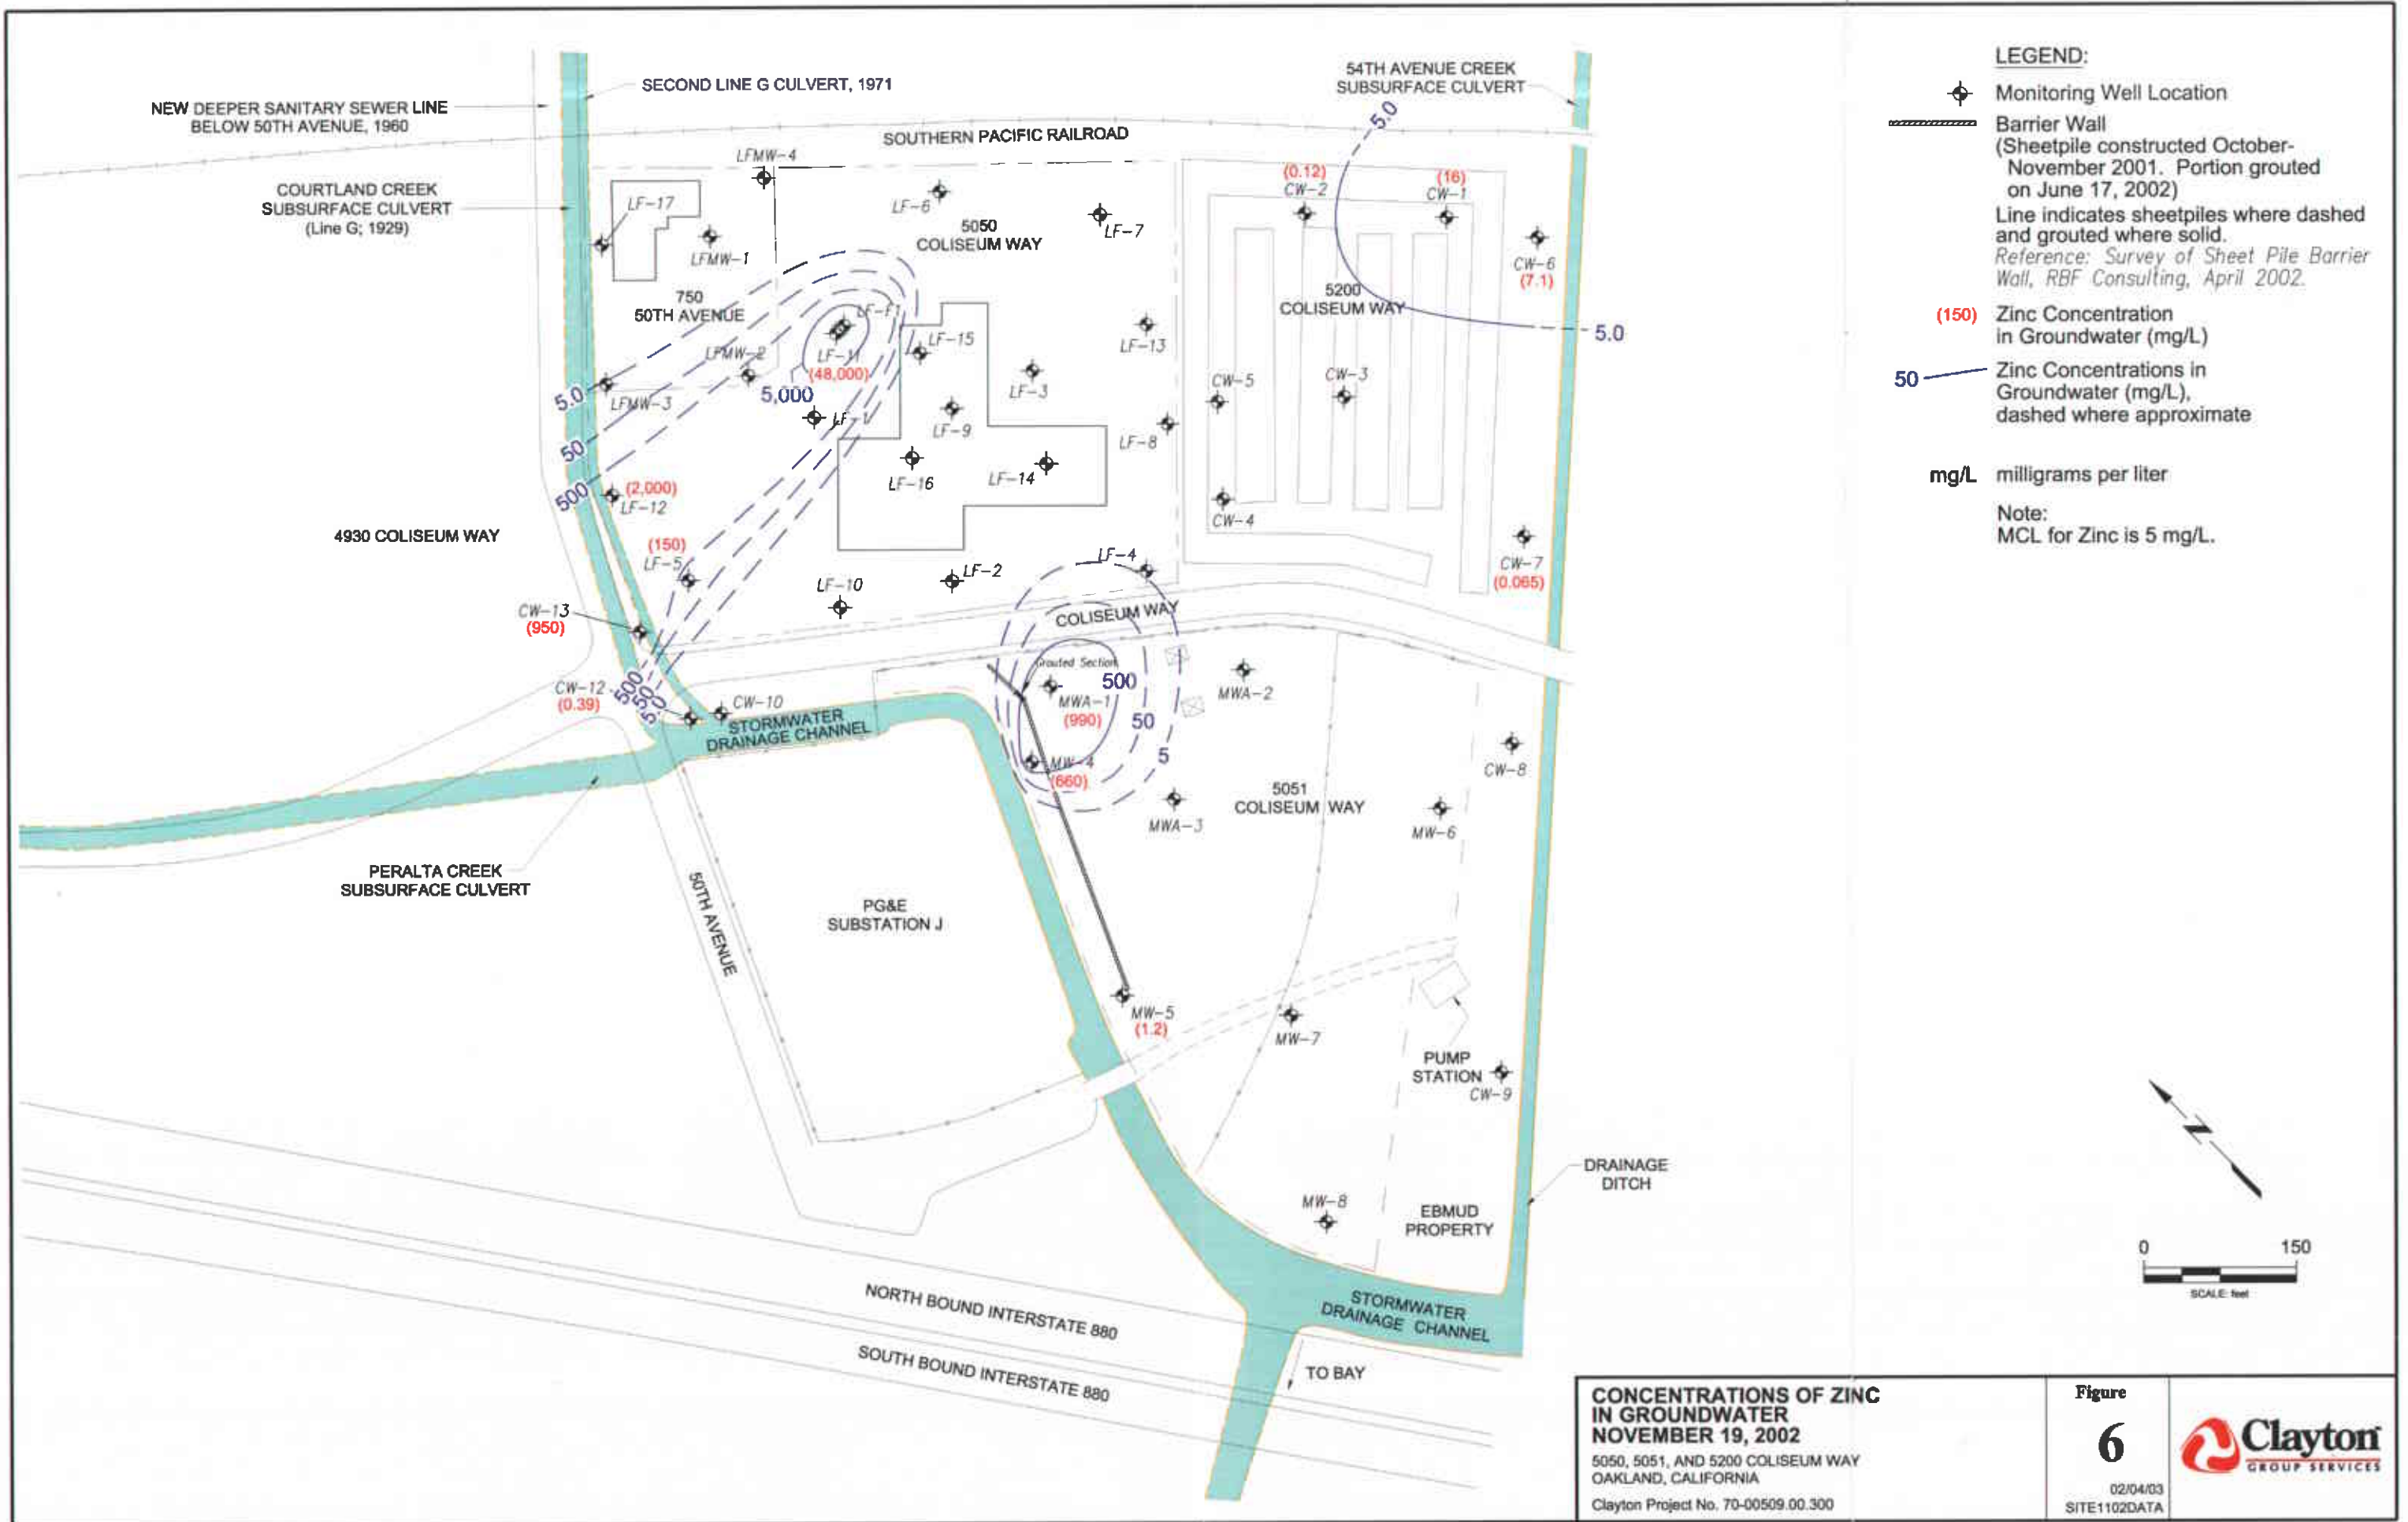 SECOND LINE G CULVERT, 1971
NEW DEEPER SANITARY SEWER LINE
BELOW 50TH AVENUE, 1960
54TH AVENUE CREEK
SUBSURFACE CULVERT
5.0
SOUTHERN PACIFIC RAILROAD
COURTLAND CREEK
SUBSURFACE CULVERT
(Line G; 1929)
LFMW-4
LF-17
LFMW-1
LF-6
5050
COLISEUM WAY
LF-7
(0.12)
CW-2
(16)
CW-1
CW-6
(7.1)
750
50TH AVENUE
LF-F1
LF-11
(48,000)
5,000
LFMW-2
LF-15
LF-13
5200
COLISEUM WAY
5.0
LFMW-3
5.0
LF-1
LF-3
LF-9
CW-5
CW-3
LF-8
50
LF-16
LF-14
500
(2,000)
LF-12
CW-4
4930 COLISEUM WAY
(150)
LF-5
LF-10
LF-2
LF-4
CW-7
(0.065)
CW-13
(950)
COLISEUM WAY
Grouted Section
500
MWA-1
(990)
50
5
MWA-2
CW-12
(0.39)
500
50
5.0
CW-10
STORMWATER
DRAINAGE CHANNEL
MW-4
(660)
MWA-3
5051
COLISEUM WAY
CW-8
MW-6
PERALTA CREEK
SUBSURFACE CULVERT
50TH AVENUE
PG&E
SUBSTATION J
MW-5
(1.2)
MW-7
PUMP
STATION
CW-9
DRAINAGE
DITCH
MW-8
EBMUD
PROPERTY
NORTH BOUND INTERSTATE 880
SOUTH BOUND INTERSTATE 880
STORMWATER
DRAINAGE CHANNEL
TO BAY
LEGEND:
Monitoring Well Location
Barrier Wall
(Sheetpile constructed October-
November 2001. Portion grouted
on June 17, 2002)
Line indicates sheetpiles where dashed
and grouted where solid.
Reference: Survey of Sheet Pile Barrier
Wall, RBF Consulting, April 2002.
(150) Zinc Concentration
in Groundwater (mg/L)
50 Zinc Concentrations in
Groundwater (mg/L),
dashed where approximate
mg/L milligrams per liter
Note:
MCL for Zinc is 5 mg/L.
N
0 150
SCALE: feet
CONCENTRATIONS OF ZINC
IN GROUNDWATER
NOVEMBER 19, 2002
5050, 5051, AND 5200 COLISEUM WAY
OAKLAND, CALIFORNIA
Clayton Project No. 70-00509.00.300
Figure
6
02/04/03
SITE1102DATA
Clayton
GROUP SERVICES